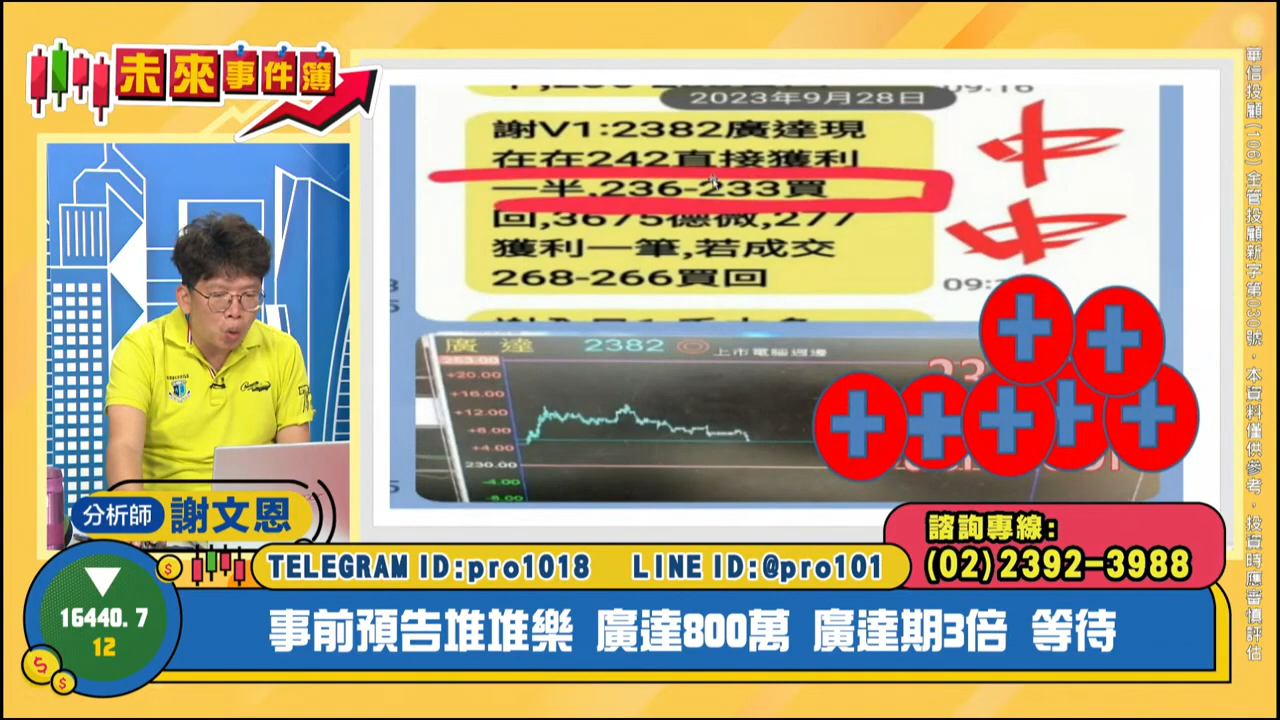 未來事件簿
09:16
2023年9月28日
謝V1:2382廣達現
在在242直接獲利
一半,236-233買
回,3675德微,277
獲利一筆,若成交
268-266買回
廣達 2382 上市電腦週邊
253.00
+20.00
+16.00
+12.00
+8.00
+4.00
230.00
-4.00
-8.00
分析師 謝文恩
諮詢專線:
(02)2392-3988
TELEGRAM ID:pro1018 LINE ID:@pro101
16440.7
12
事前預告堆堆樂 廣達800萬 廣達期3倍 等待
華信投顧(106)金管投顧新字第030號,本資料僅供參考,投資時應審慎評估